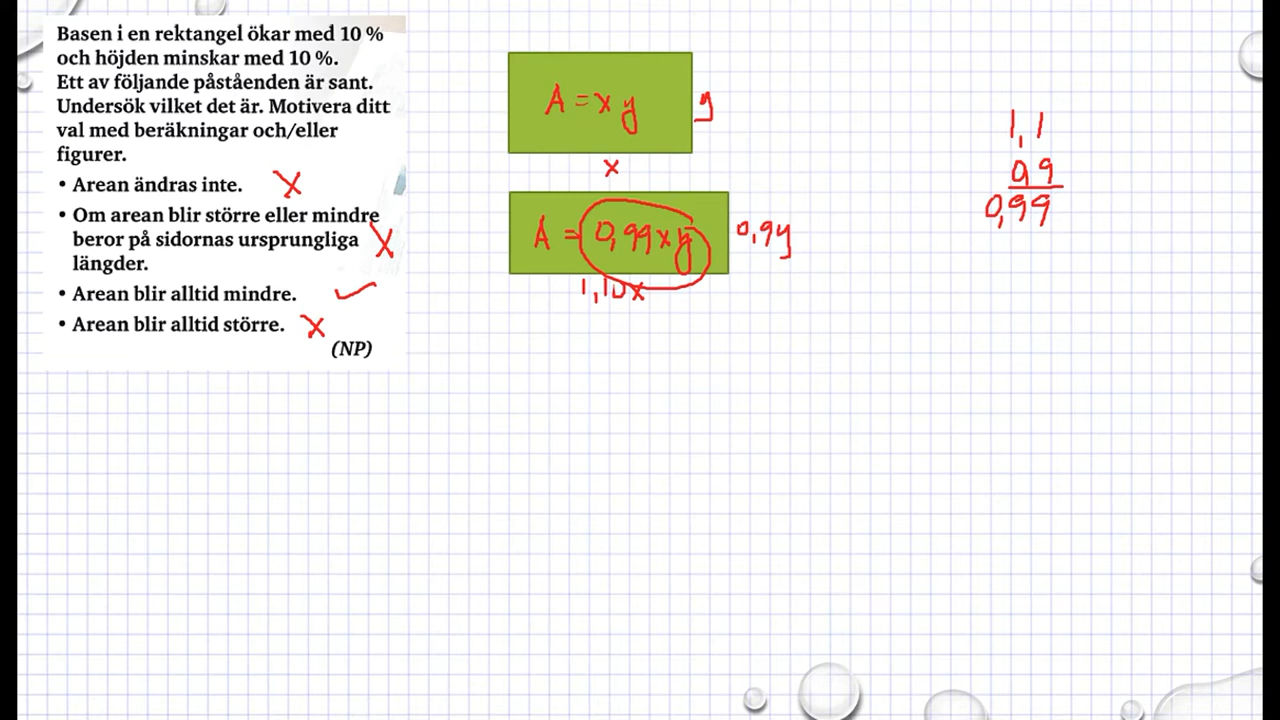 Basen i en rektangel ökar med 10 %
och höjden minskar med 10 %.
Ett av följande påståenden är sant.
Undersök vilket det är. Motivera ditt
val med beräkningar och/eller
figurer.
• Arean ändras inte. X
• Om arean blir större eller mindre
beror på sidornas ursprungliga X
längder.
• Arean blir alltid mindre. ✓
• Arean blir alltid större. X
(NP)
A = x y
y
x
A = 0,99xy
0,9y
1,10x
1,1
0,9
0,99